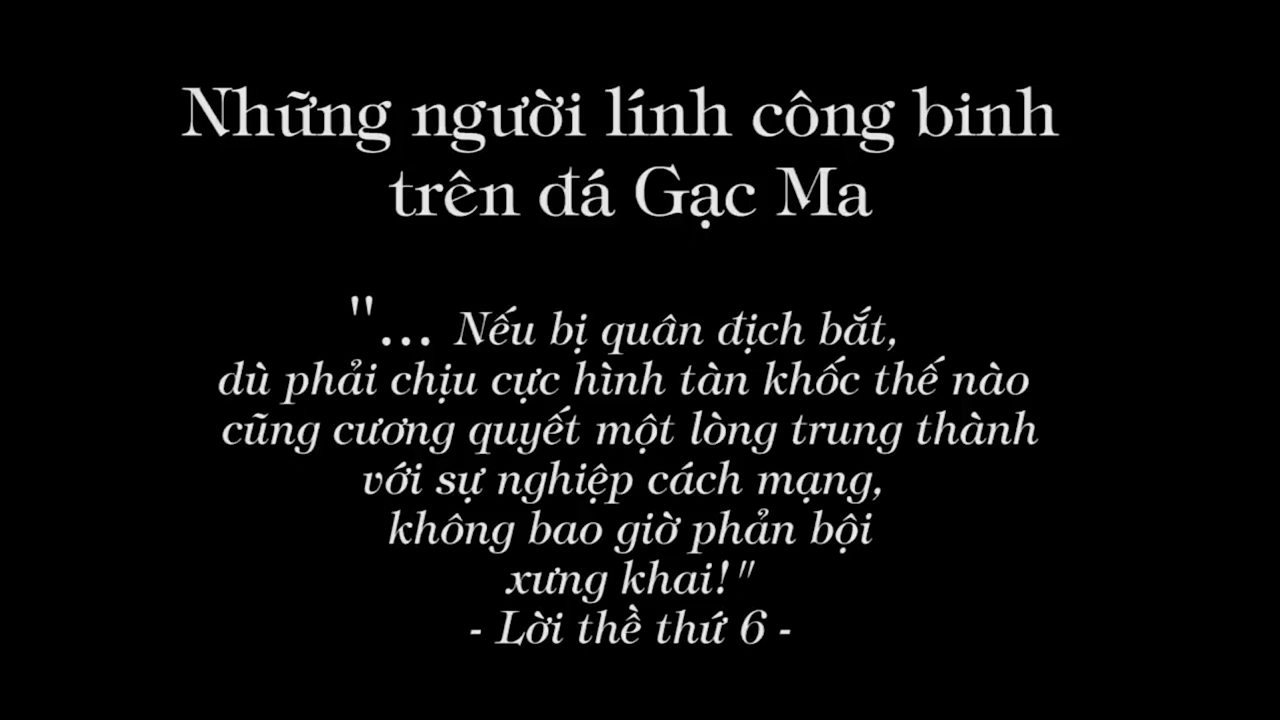 Những người lính công binh
trên đá Gạc Ma
"... Nếu bị quân địch bắt,
dù phải chịu cực hình tàn khốc thế nào
cũng cương quyết một lòng trung thành
với sự nghiệp cách mạng,
không bao giờ phản bội
xưng khai!"
- Lời thề thứ 6 -